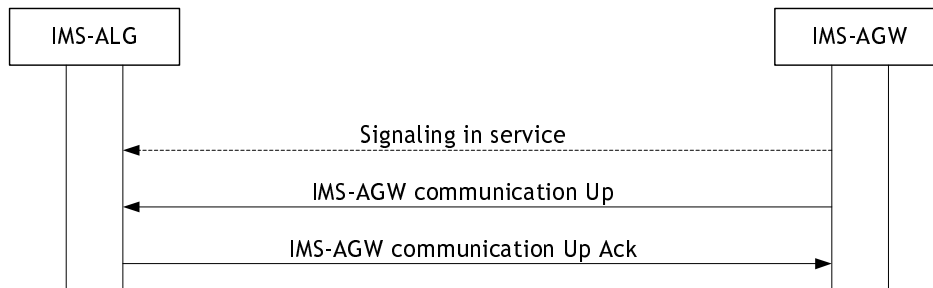 IMS-ALG
IMS-AGW
Signaling in service
IMS-AGW communication Up
IMS-AGW communication Up Ack